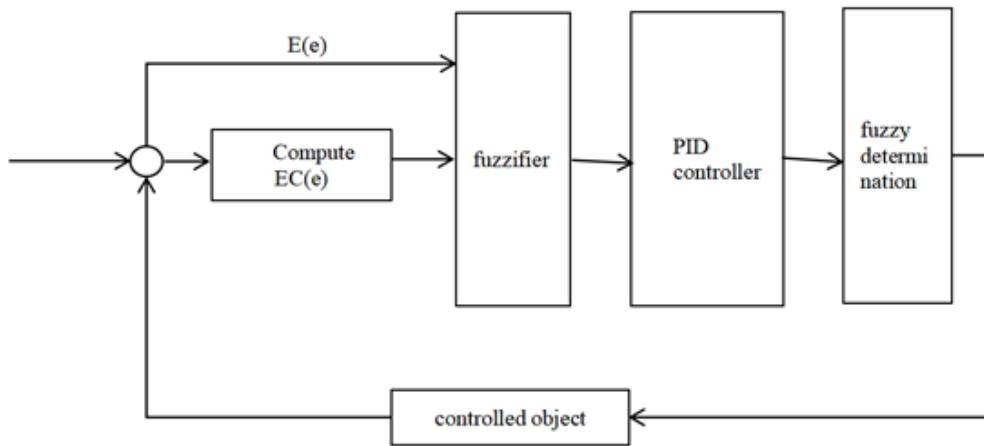 E(e)
Compute
EC(e)
fuzzifier
PID
controller
fuzzy
determi
nation
controlled object